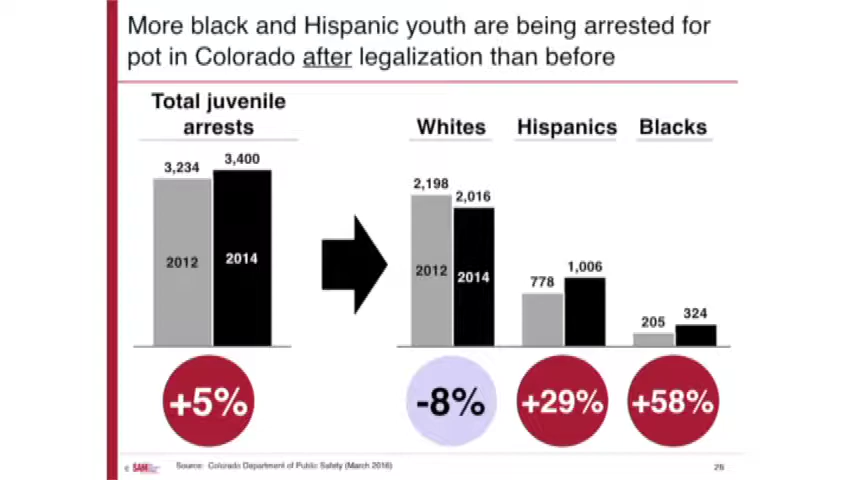 More black and Hispanic youth are being arrested for
pot in Colorado after legalization than before
Total juvenile
arrests
Whites
Hispanics
Blacks
3,234
3,400
2012
2014
2,198
2,016
2012
2014
778
1,006
205
324
+5%
-8%
+29%
+58%
SAM
Source: Colorado Department of Public Safety (March 2016)